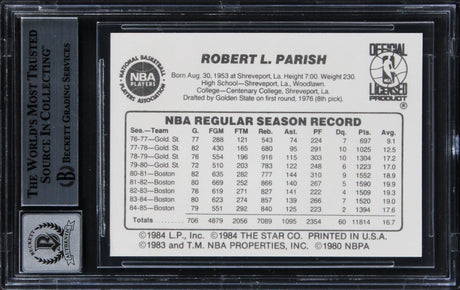 THE WORLD'S MOST TRUSTED
SOURCE IN COLLECTING™
BECKETT GRADING SERVICES
NATIONAL BASKETBALL
NBA
PLAYERS
PLAYERS ASSOCIATION
ROBERT L. PARISH
Born Aug. 30, 1953 at Shreveport, La. Height 7:00. Weight 230.
High School—Shreveport, La., Woodlawn.
College—Centenary College, Shreveport, La.
Drafted by Golden State on first round, 1976 (8th pick).
OFFICIAL
LICENSED
PRODUCT
®
NBA REGULAR SEASON RECORD
Sea.—Team G. FGM FTM Reb. Ast. Pf. Dq. Pts. Avg.
76-77—Gold. St. 77 288 121 543 74 224 7 697 9.1
77-78—Gold. St. 82 430 165 680 95 291 10 1025 12.5
78-79—Gold. St. 76 554 196 916 115 303 10 1304 17.2
79-80—Gold. St. 72 510 203 783 122 248 6 1223 17.0
80-81—Boston 82 635 282 777 144 310 9 1552 18.9
81-82—Boston 80 669 252 866 140 267 5 1590 19.9
82-83—Boston 78 619 227 841 141 222 4 1509 19.3
83-84—Boston 80 623 274 857 139 266 7 1520 19.0
84-85—Boston 79 551 292 840 125 223 2 1394 17.6
Totals 706 4879 2056 7089 1095 2354 60 11814 16.7
©1984 L.P., Inc. ©1984 THE STAR CO. PRINTED IN U.S.A.
©1983 and T.M. NBA PROPERTIES, INC. ©1980 NBPA